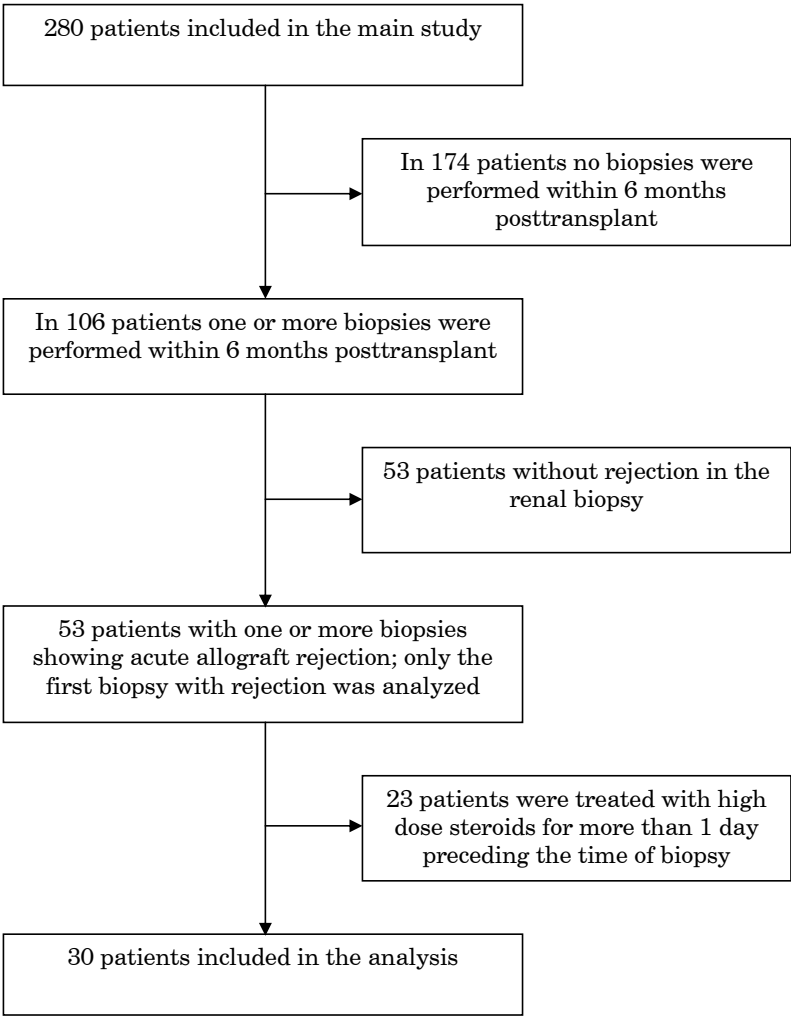 280 patients included in the main study
In 174 patients no biopsies were
performed within 6 months
posttransplant
In 106 patients one or more biopsies were
performed within 6 months posttransplant
53 patients without rejection in the
renal biopsy
53 patients with one or more biopsies
showing acute allograft rejection; only the
first biopsy with rejection was analyzed
23 patients were treated with high
dose steroids for more than 1 day
preceding the time of biopsy
30 patients included in the analysis